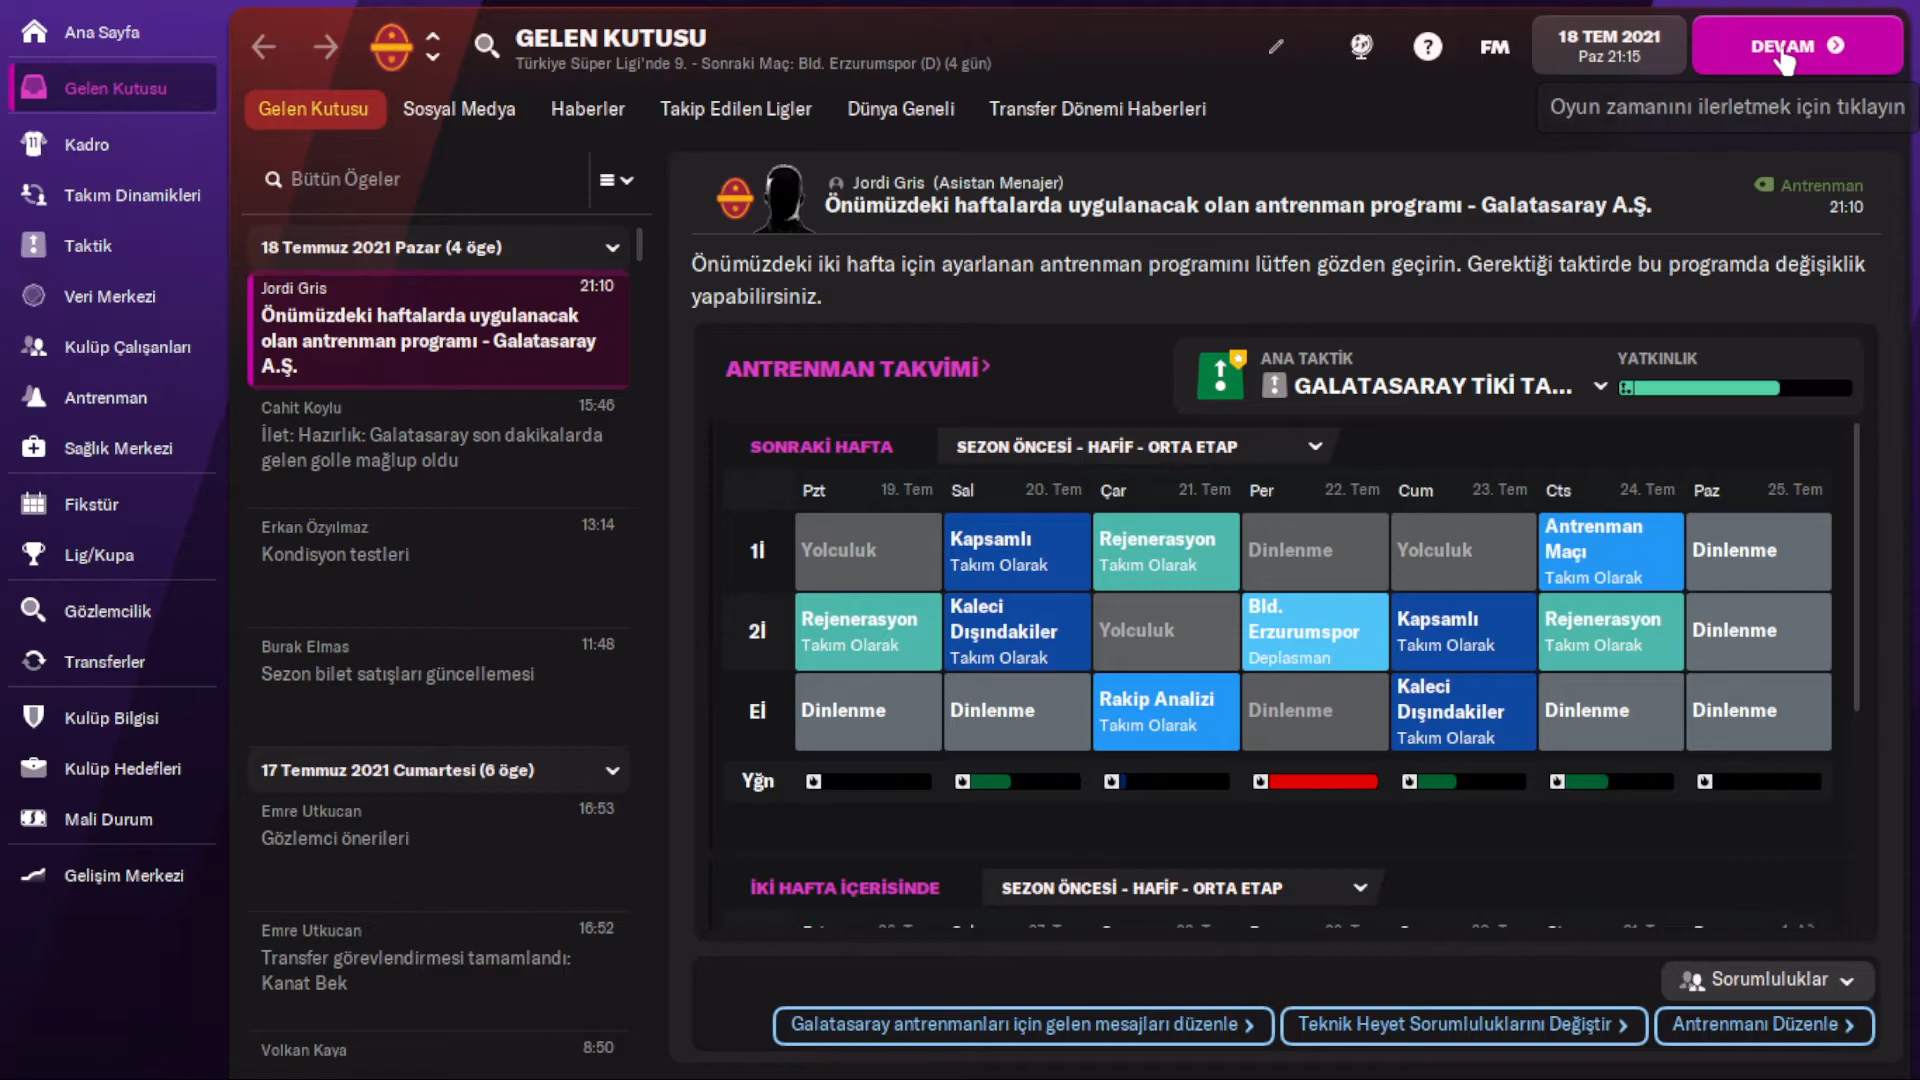 Ana Sayfa
Gelen Kutusu
Kadro
Takım Dinamikleri
Taktik
Veri Merkezi
Kulüp Çalışanları
Antrenman
Sağlık Merkezi
Fikstür
Lig/Kupa
Gözlemcilik
Transferler
Kulüp Bilgisi
Kulüp Hedefleri
Mali Durum
Gelişim Merkezi
GELEN KUTUSU
Türkiye Süper Ligi'nde 9. - Sonraki Maç: Bld. Erzurumspor (D) (4 gün)
FM
18 TEM 2021
Paz 21:15
DEVAM
Oyun zamanını ilerletmek için tıklayın
Gelen Kutusu Sosyal Medya Haberler Takip Edilen Ligler Dünya Geneli Transfer Dönemi Haberleri
Bütün Ögeler
18 Temmuz 2021 Pazar (4 öge)
Jordi Gris 21:10
Önümüzdeki haftalarda uygulanacak
olan antrenman programı - Galatasaray
A.Ş.
Cahit Koylu 15:46
İlet: Hazırlık: Galatasaray son dakikalarda
gelen golle mağlup oldu
Erkan Özyılmaz 13:14
Kondisyon testleri
Burak Elmas 11:48
Sezon bilet satışları güncellemesi
17 Temmuz 2021 Cumartesi (6 öge)
Emre Utkucan 16:53
Gözlemci önerileri
Emre Utkucan 16:52
Transfer görevlendirmesi tamamlandı:
Kanat Bek
Volkan Kaya 8:50
Jordi Gris (Asistan Menajer)
Önümüzdeki haftalarda uygulanacak olan antrenman programı - Galatasaray A.Ş.
Antrenman
21:10
Önümüzdeki iki hafta için ayarlanan antrenman programını lütfen gözden geçirin. Gerektiği taktirde bu programda değişiklik
yapabilirsiniz.
ANTRENMAN TAKVİMİ
ANA TAKTİK
GALATASARAY TİKİ TA...
YATKINLIK
SONRAKİ HAFTA
SEZON ÖNCESİ - HAFİF - ORTA ETAP
Pzt 19. Tem Sal 20. Tem Çar 21. Tem Per 22. Tem Cum 23. Tem Cts 24. Tem Paz 25. Tem
1İ
Yolculuk
Kapsamlı
Takım Olarak
Rejenerasyon
Takım Olarak
Dinlenme
Yolculuk
Antrenman
Maçı
Takım Olarak
Dinlenme
2İ
Rejenerasyon
Takım Olarak
Kaleci
Dışındakiler
Takım Olarak
Yolculuk
Bld.
Erzurumspor
Deplasman
Kapsamlı
Takım Olarak
Rejenerasyon
Takım Olarak
Dinlenme
Eİ
Dinlenme
Dinlenme
Rakip Analizi
Takım Olarak
Dinlenme
Kaleci
Dışındakiler
Takım Olarak
Dinlenme
Dinlenme
Yğn
İKİ HAFTA İÇERİSİNDE
SEZON ÖNCESİ - HAFİF - ORTA ETAP
Sorumluluklar
Galatasaray antrenmanları için gelen mesajları düzenle
Teknik Heyet Sorumluluklarını Değiştir
Antrenmanı Düzenle